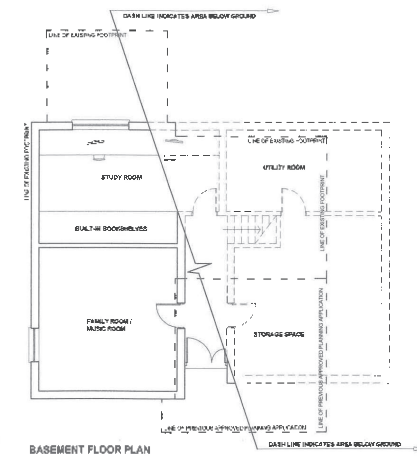 DASH LINE INDICATES AREA BELOW GROUND
LINE OF EXISTING FOOTPRINT
LINE OF EXISTING FOOTPRINT
LINE OF EXISTING FOOTPRINT
UTILITY ROOM
STUDY ROOM
LINE OF EXISTING FOOTPRINT
BUILT-IN BOOKSHELVES
FAMILY ROOM /
MUSIC ROOM
STORAGE SPACE
LINE OF PREVIOUS APPROVED PLANNING APPLICATION
LINE OF PREVIOUS APPROVED PLANNING APPLICATION
DASH LINE INDICATES AREA BELOW GROUND
BASEMENT FLOOR PLAN